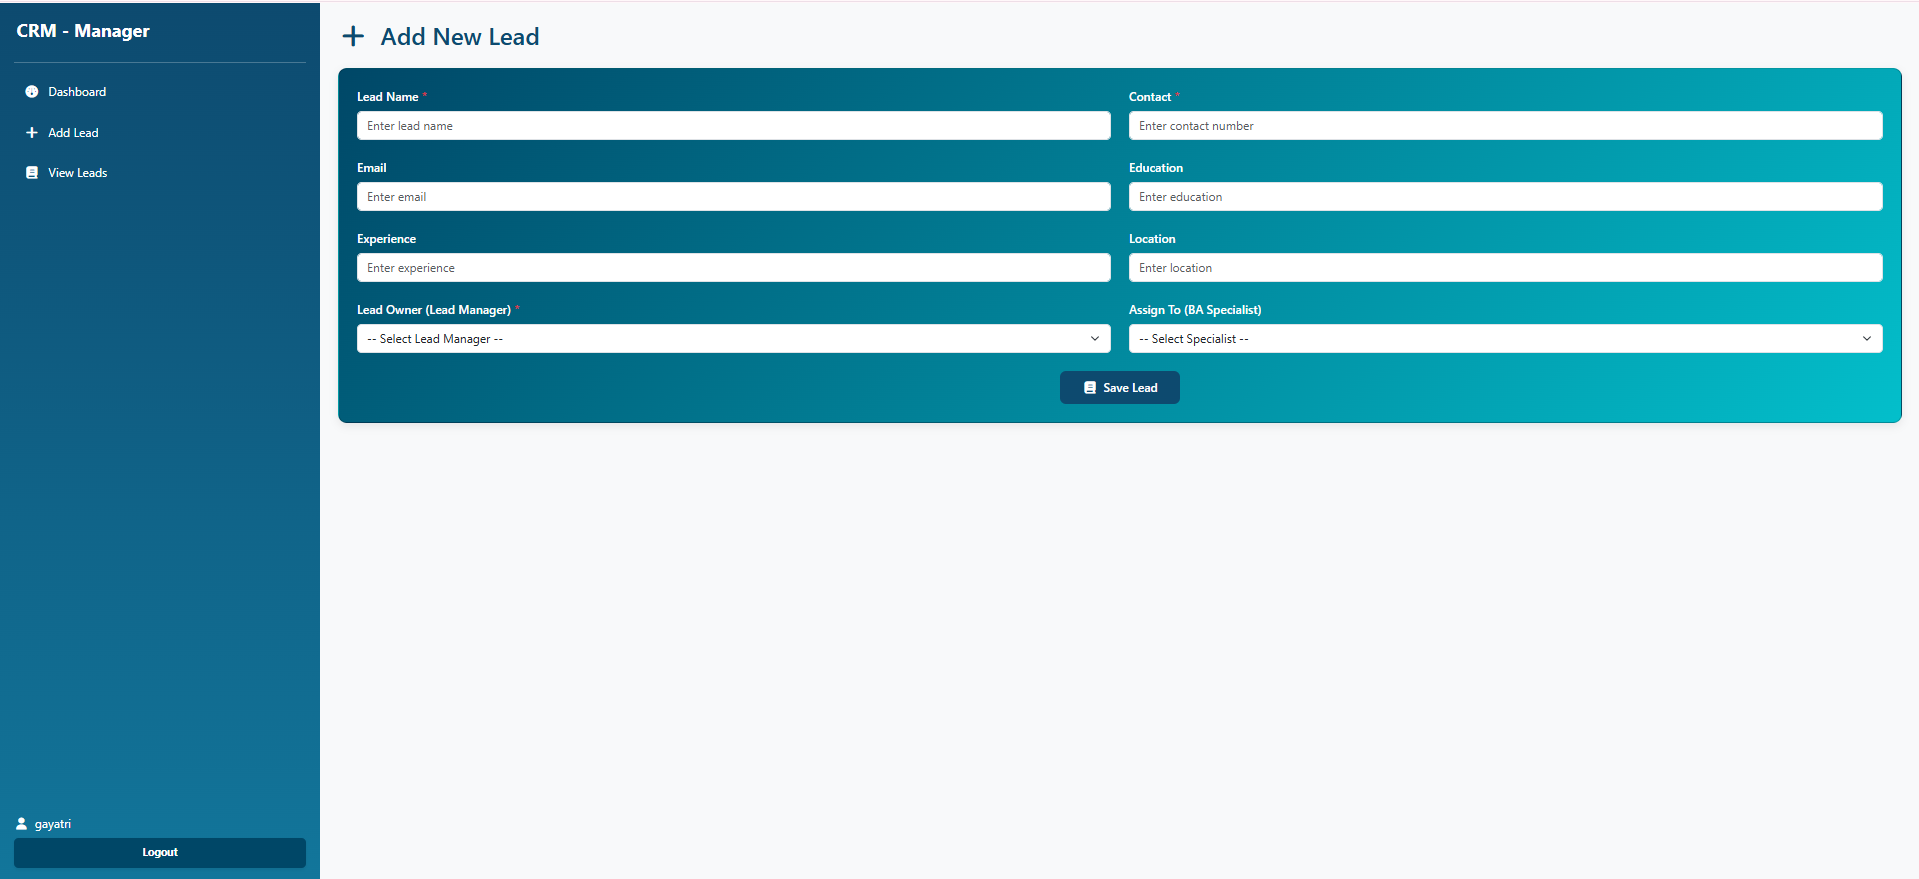 CRM - Manager
Dashboard
Add Lead
View Leads
gayatri
Logout
Add New Lead
Lead Name *
Enter lead name
Contact *
Enter contact number
Email
Enter email
Education
Enter education
Experience
Enter experience
Location
Enter location
Lead Owner (Lead Manager) *
-- Select Lead Manager --
Assign To (BA Specialist)
-- Select Specialist --
Save Lead